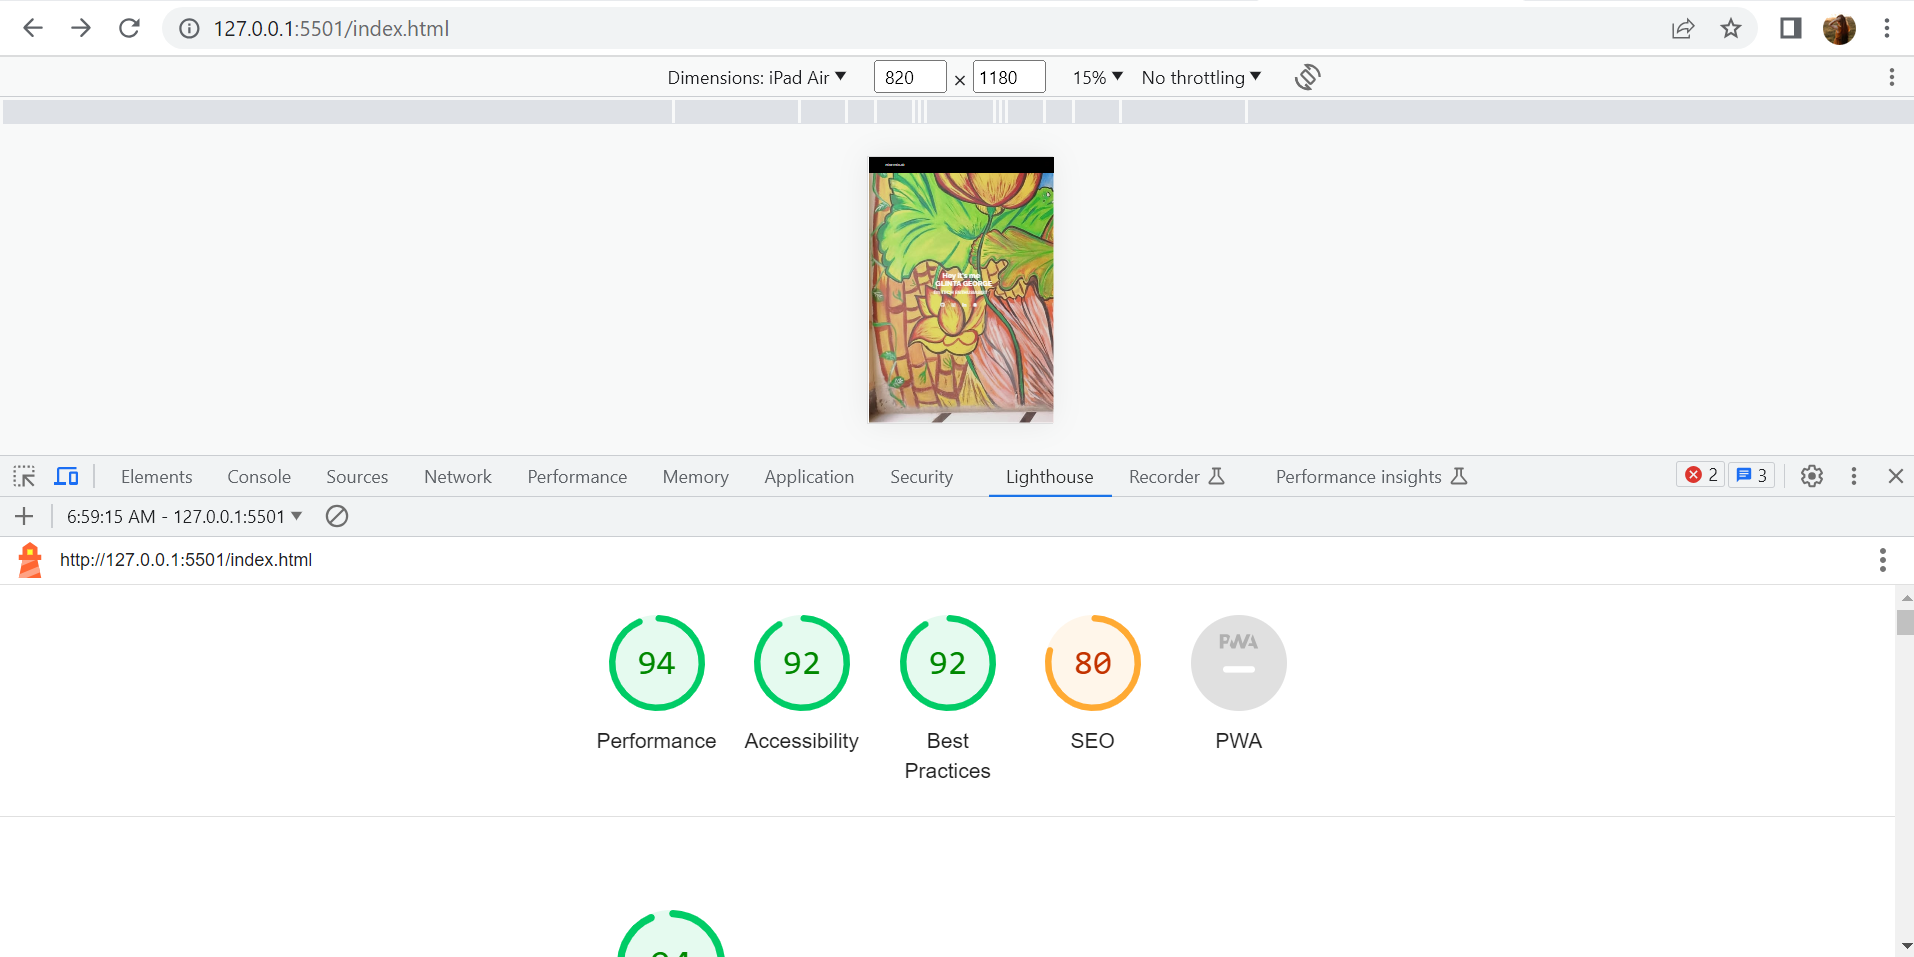 127.0.0.1:5501/index.html
Dimensions: iPad Air 820 × 1180 15% No throttling
Hey it's me
GLINTA GEORGE
Elements Console Sources Network Performance Memory Application Security Lighthouse Recorder Performance insights 2 3
6:59:15 AM - 127.0.0.1:5501
http://127.0.0.1:5501/index.html
94 92 92 80 PWA
Performance Accessibility Best Practices SEO PWA
94